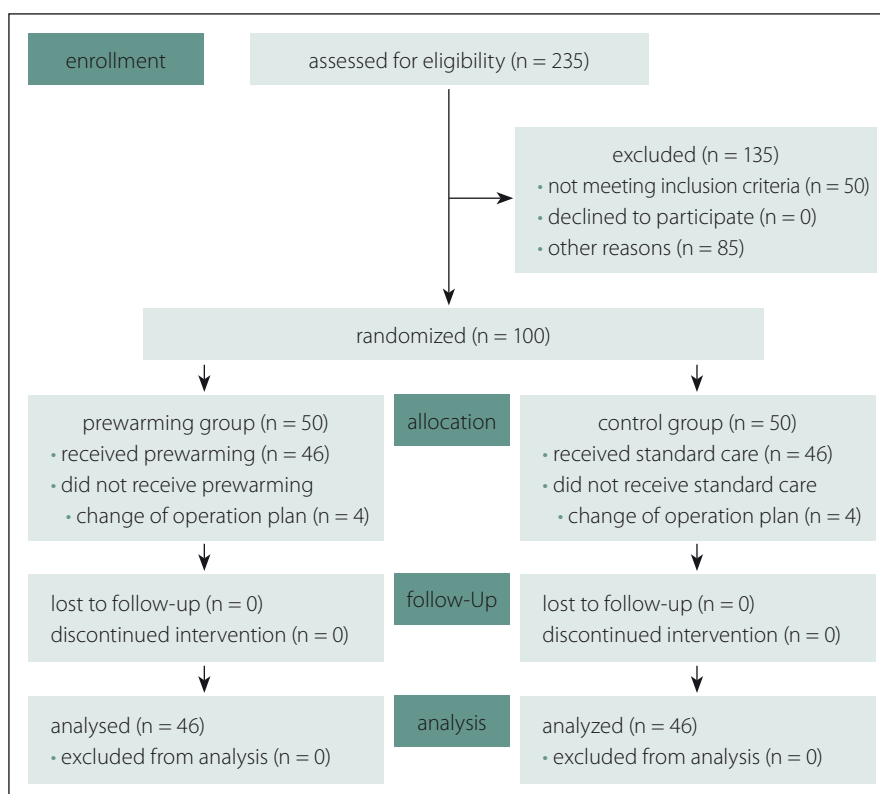 enrollment
assessed for eligibility (n = 235)
excluded (n = 135)
• not meeting inclusion criteria (n = 50)
• declined to participate (n = 0)
• other reasons (n = 85)
randomized (n = 100)
prewarming group (n = 50)
• received prewarming (n = 46)
• did not receive prewarming
• change of operation plan (n = 4)
allocation
control group (n = 50)
• received standard care (n = 46)
• did not receive standard care
• change of operation plan (n = 4)
lost to follow-up (n = 0)
discontinued intervention (n = 0)
follow-Up
lost to follow-up (n = 0)
discontinued intervention (n = 0)
analysed (n = 46)
• excluded from analysis (n = 0)
analysis
analyzed (n = 46)
• excluded from analysis (n = 0)